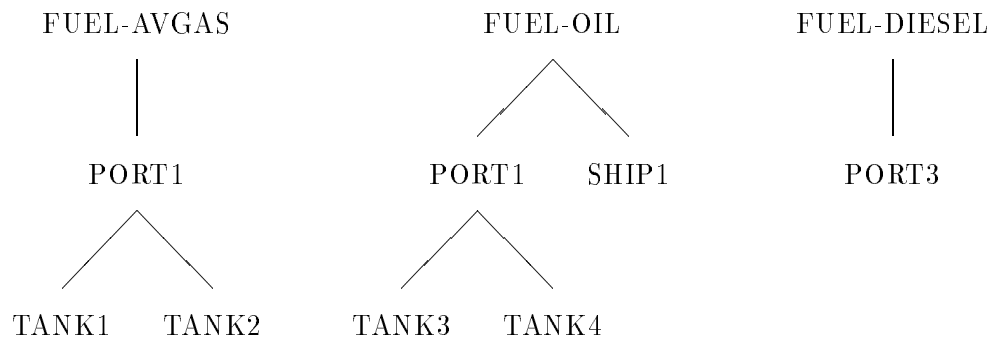 FUEL-AVGAS FUEL-OIL FUEL-DIESEL
PORT1 PORT1 SHIP1 PORT3
TANK1 TANK2 TANK3 TANK4